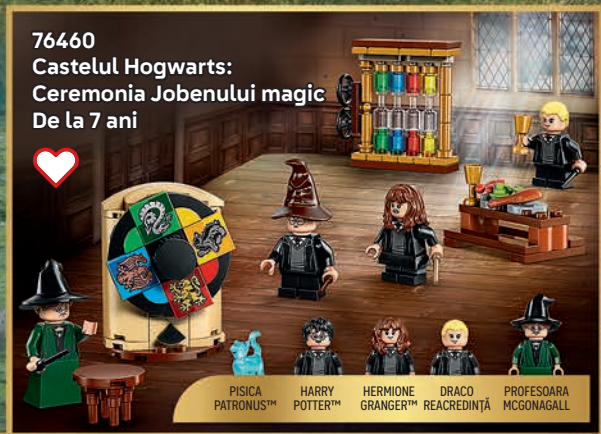 76460
Castelul Hogwarts:
Ceremonia Jobenului magic
De la 7 ani
PISICA
PATRONUS™
HARRY
POTTER™
HERMIONE
GRANGER™
DRACO
REACREDINȚĂ
PROFESOARA
MCGONAGALL